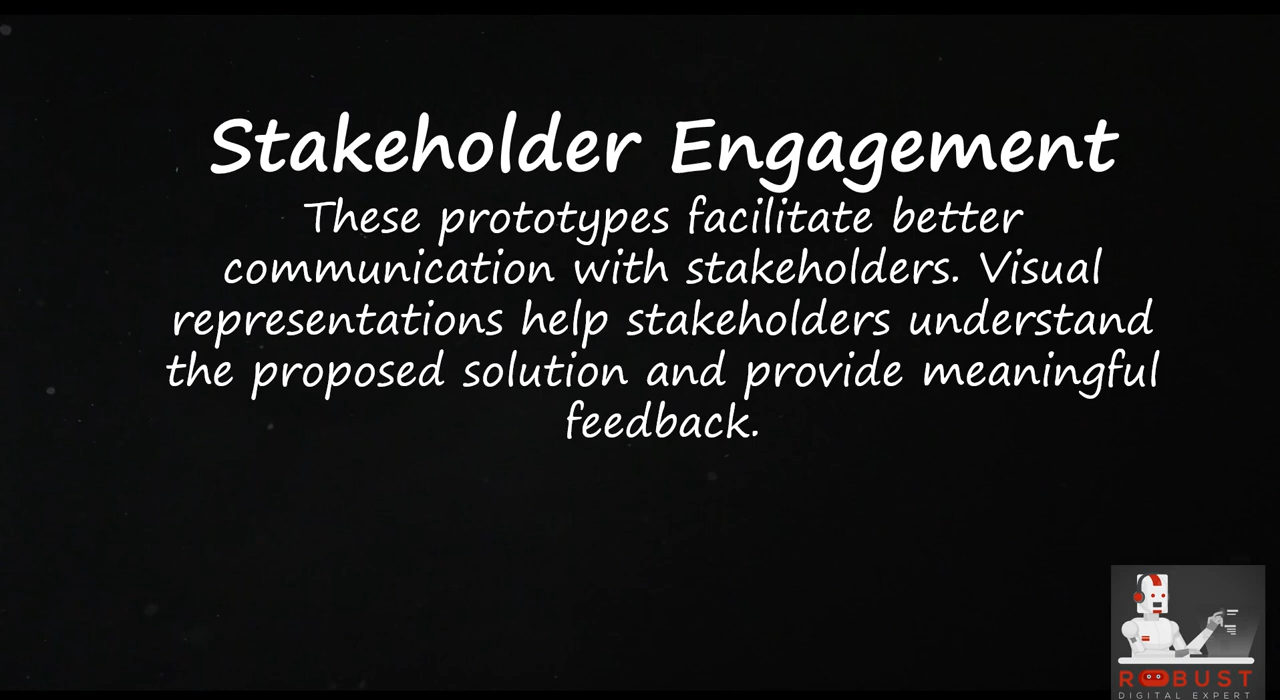 Stakeholder Engagement
These prototypes facilitate better
communication with stakeholders. Visual
representations help stakeholders understand
the proposed solution and provide meaningful
feedback.
ROBUST
DIGITAL EXPERT